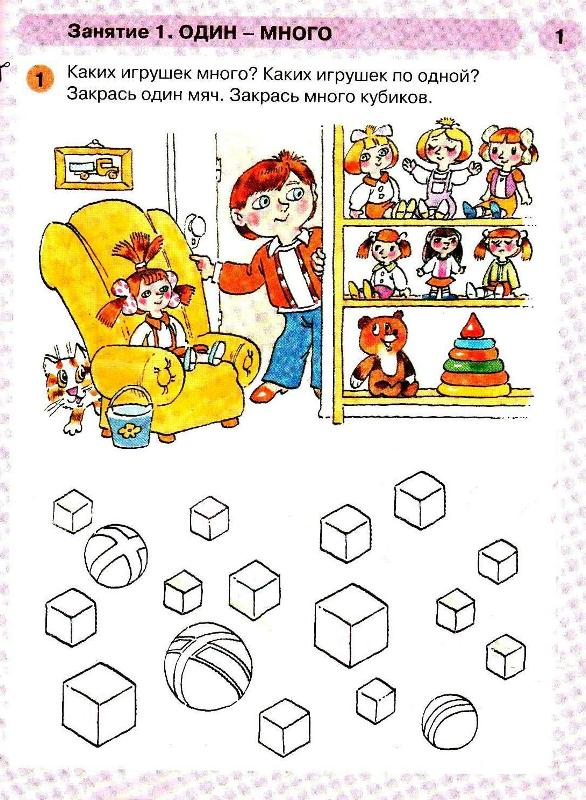 Занятие 1. ОДИН – МНОГО
1
1
Каких игрушек много? Каких игрушек по одной?
Закрась один мяч. Закрась много кубиков.